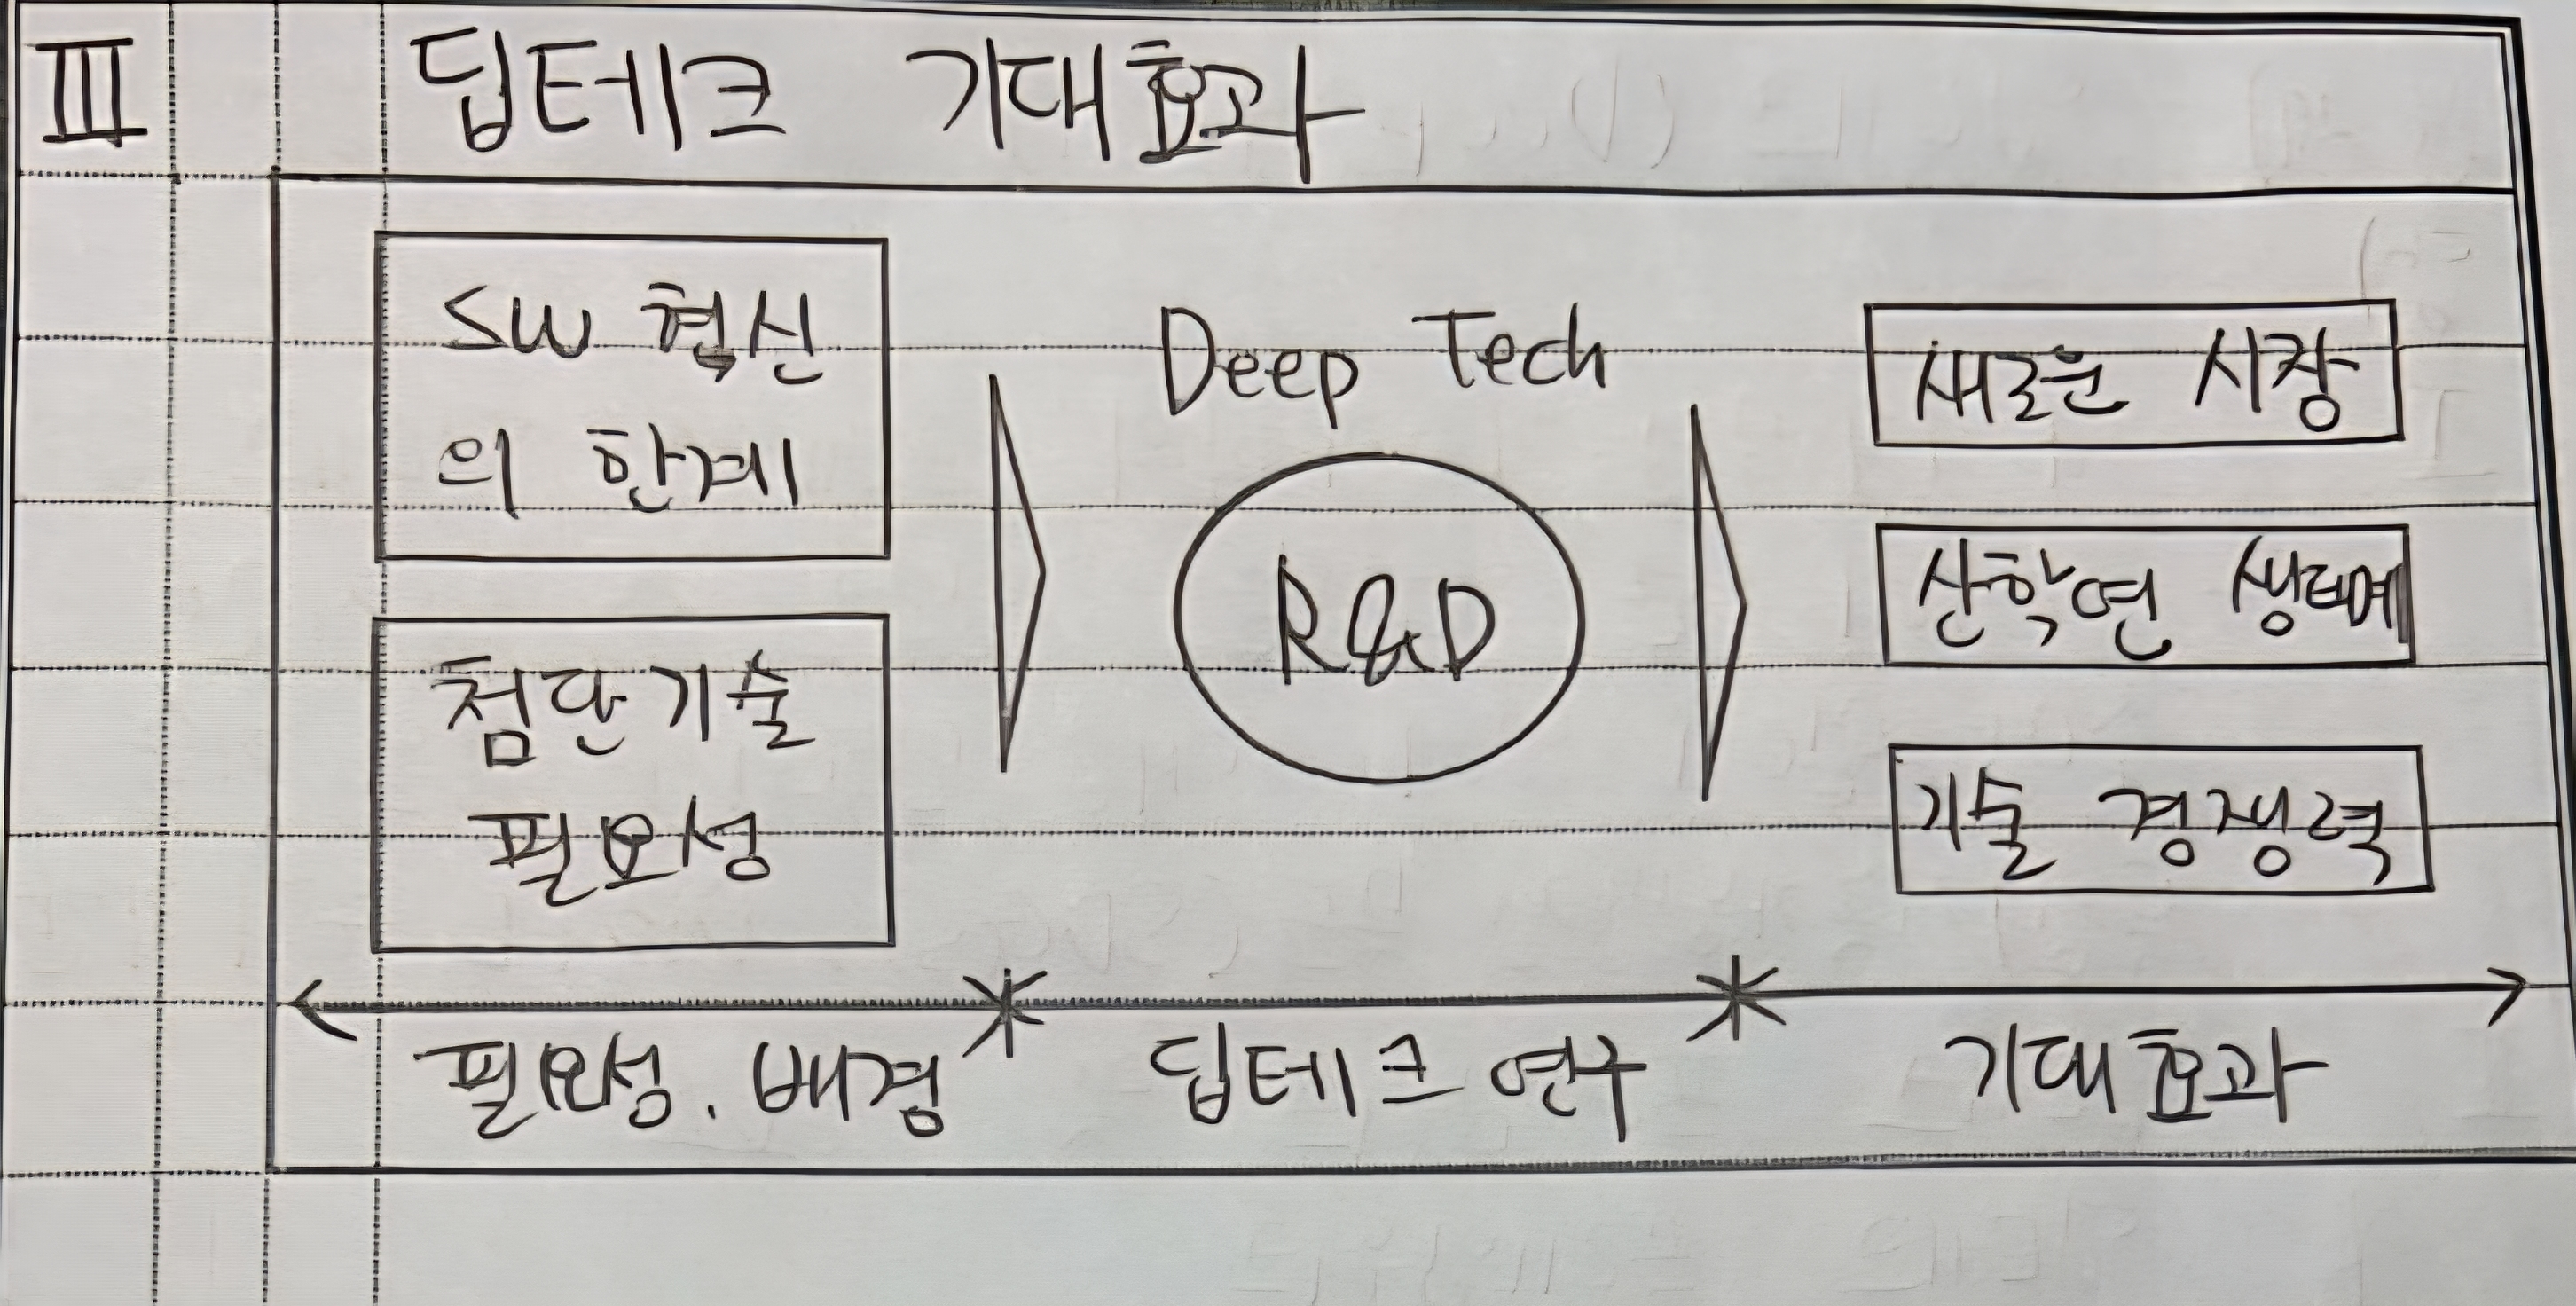 III 딥테크 기대효과
SW 혁신
의 한계
첨단기술
필요성
Deep Tech
R&D
새로운 시장
산학연 생태계
기술 경쟁력
필요성. 배경
딥테크 연구
기대효과